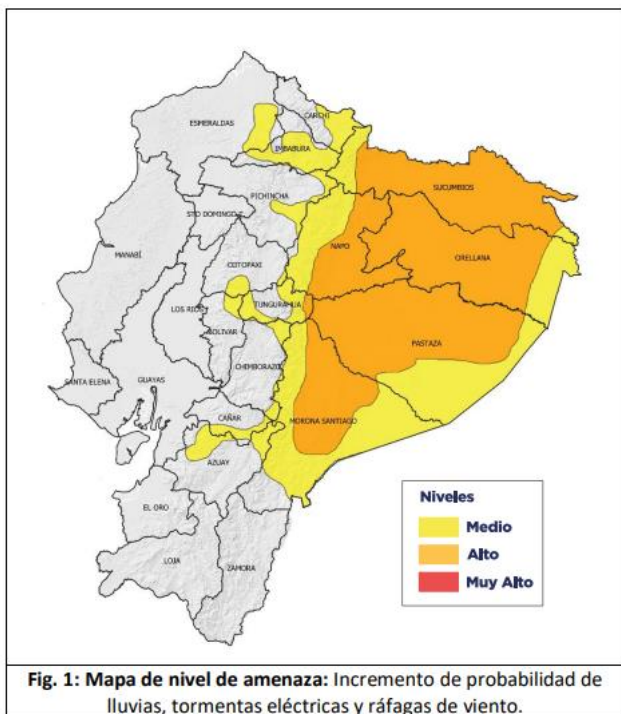 ESMERALDAS
CARCHI
IMBABURA
SUCUMBIOS
PICHINCHA
STO DOMINGO
NAPO
ORELLANA
MANABÍ
COTOPAXI
LOS RIOS
TUNGURAHUA
BOLIVAR
PASTAZA
CHIMBORAZO
SANTA ELENA
GUAYAS
MORONA SANTIAGO
CAÑAR
AZUAY
EL ORO
LOJA
ZAMORA
Niveles
Medio
Alto
Muy Alto
Fig. 1: Mapa de nivel de amenaza: Incremento de probabilidad de
lluvias, tormentas eléctricas y ráfagas de viento.